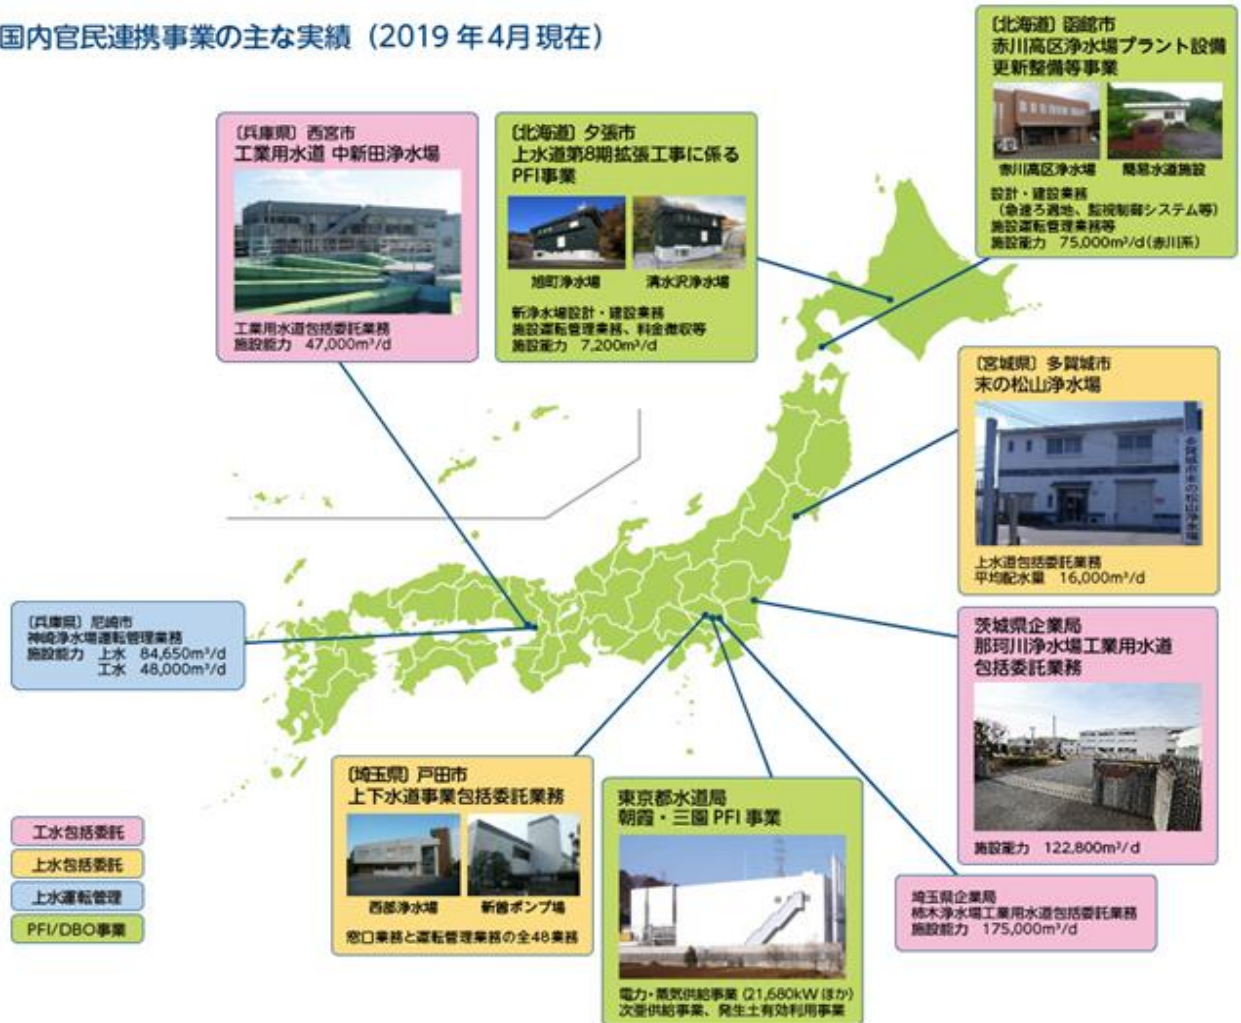 国内官民連携事業の主な実績（2019年4月現在）
〔北海道〕函館市
赤川高区浄水場プラント設備
更新整備等事業
赤川高区浄水場
簡易水道施設
設計・建設業務
（急速ろ過池、監視制御システム等）
施設運転管理業務等
施設能力 75,000m³/d（赤川系）
〔兵庫県〕西宮市
工業用水道 中新田浄水場
工業用水道包括委託業務
施設能力 47,000m³/d
〔北海道〕夕張市
上水道第8期拡張工事に係る
PFI事業
旭町浄水場
清水沢浄水場
新浄水場設計・建設業務
施設運転管理業務、料金徴収等
施設能力 7,200m³/d
〔宮城県〕多賀城市
末の松山浄水場
多賀城市末の松山浄水場
上水道包括委託業務
平均配水量 16,000m³/d
〔兵庫県〕尼崎市
神崎浄水場運転管理業務
施設能力 上水 84,650m³/d
工水 48,000m³/d
茨城県企業局
那珂川浄水場工業用水道
包括委託業務
施設能力 122,800m³/d
〔埼玉県〕戸田市
上下水道事業包括委託業務
西部浄水場
新曽ポンプ場
窓口業務と運転管理業務の全48業務
東京都水道局
朝霞・三園 PFI 事業
電力・蒸気供給事業（21,680kW ほか）
次亜供給事業、発生土有効利用事業
埼玉県企業局
柿木浄水場工業用水道包括委託業務
施設能力 175,000m³/d
工水包括委託
上水包括委託
上水運転管理
PFI/DBO事業